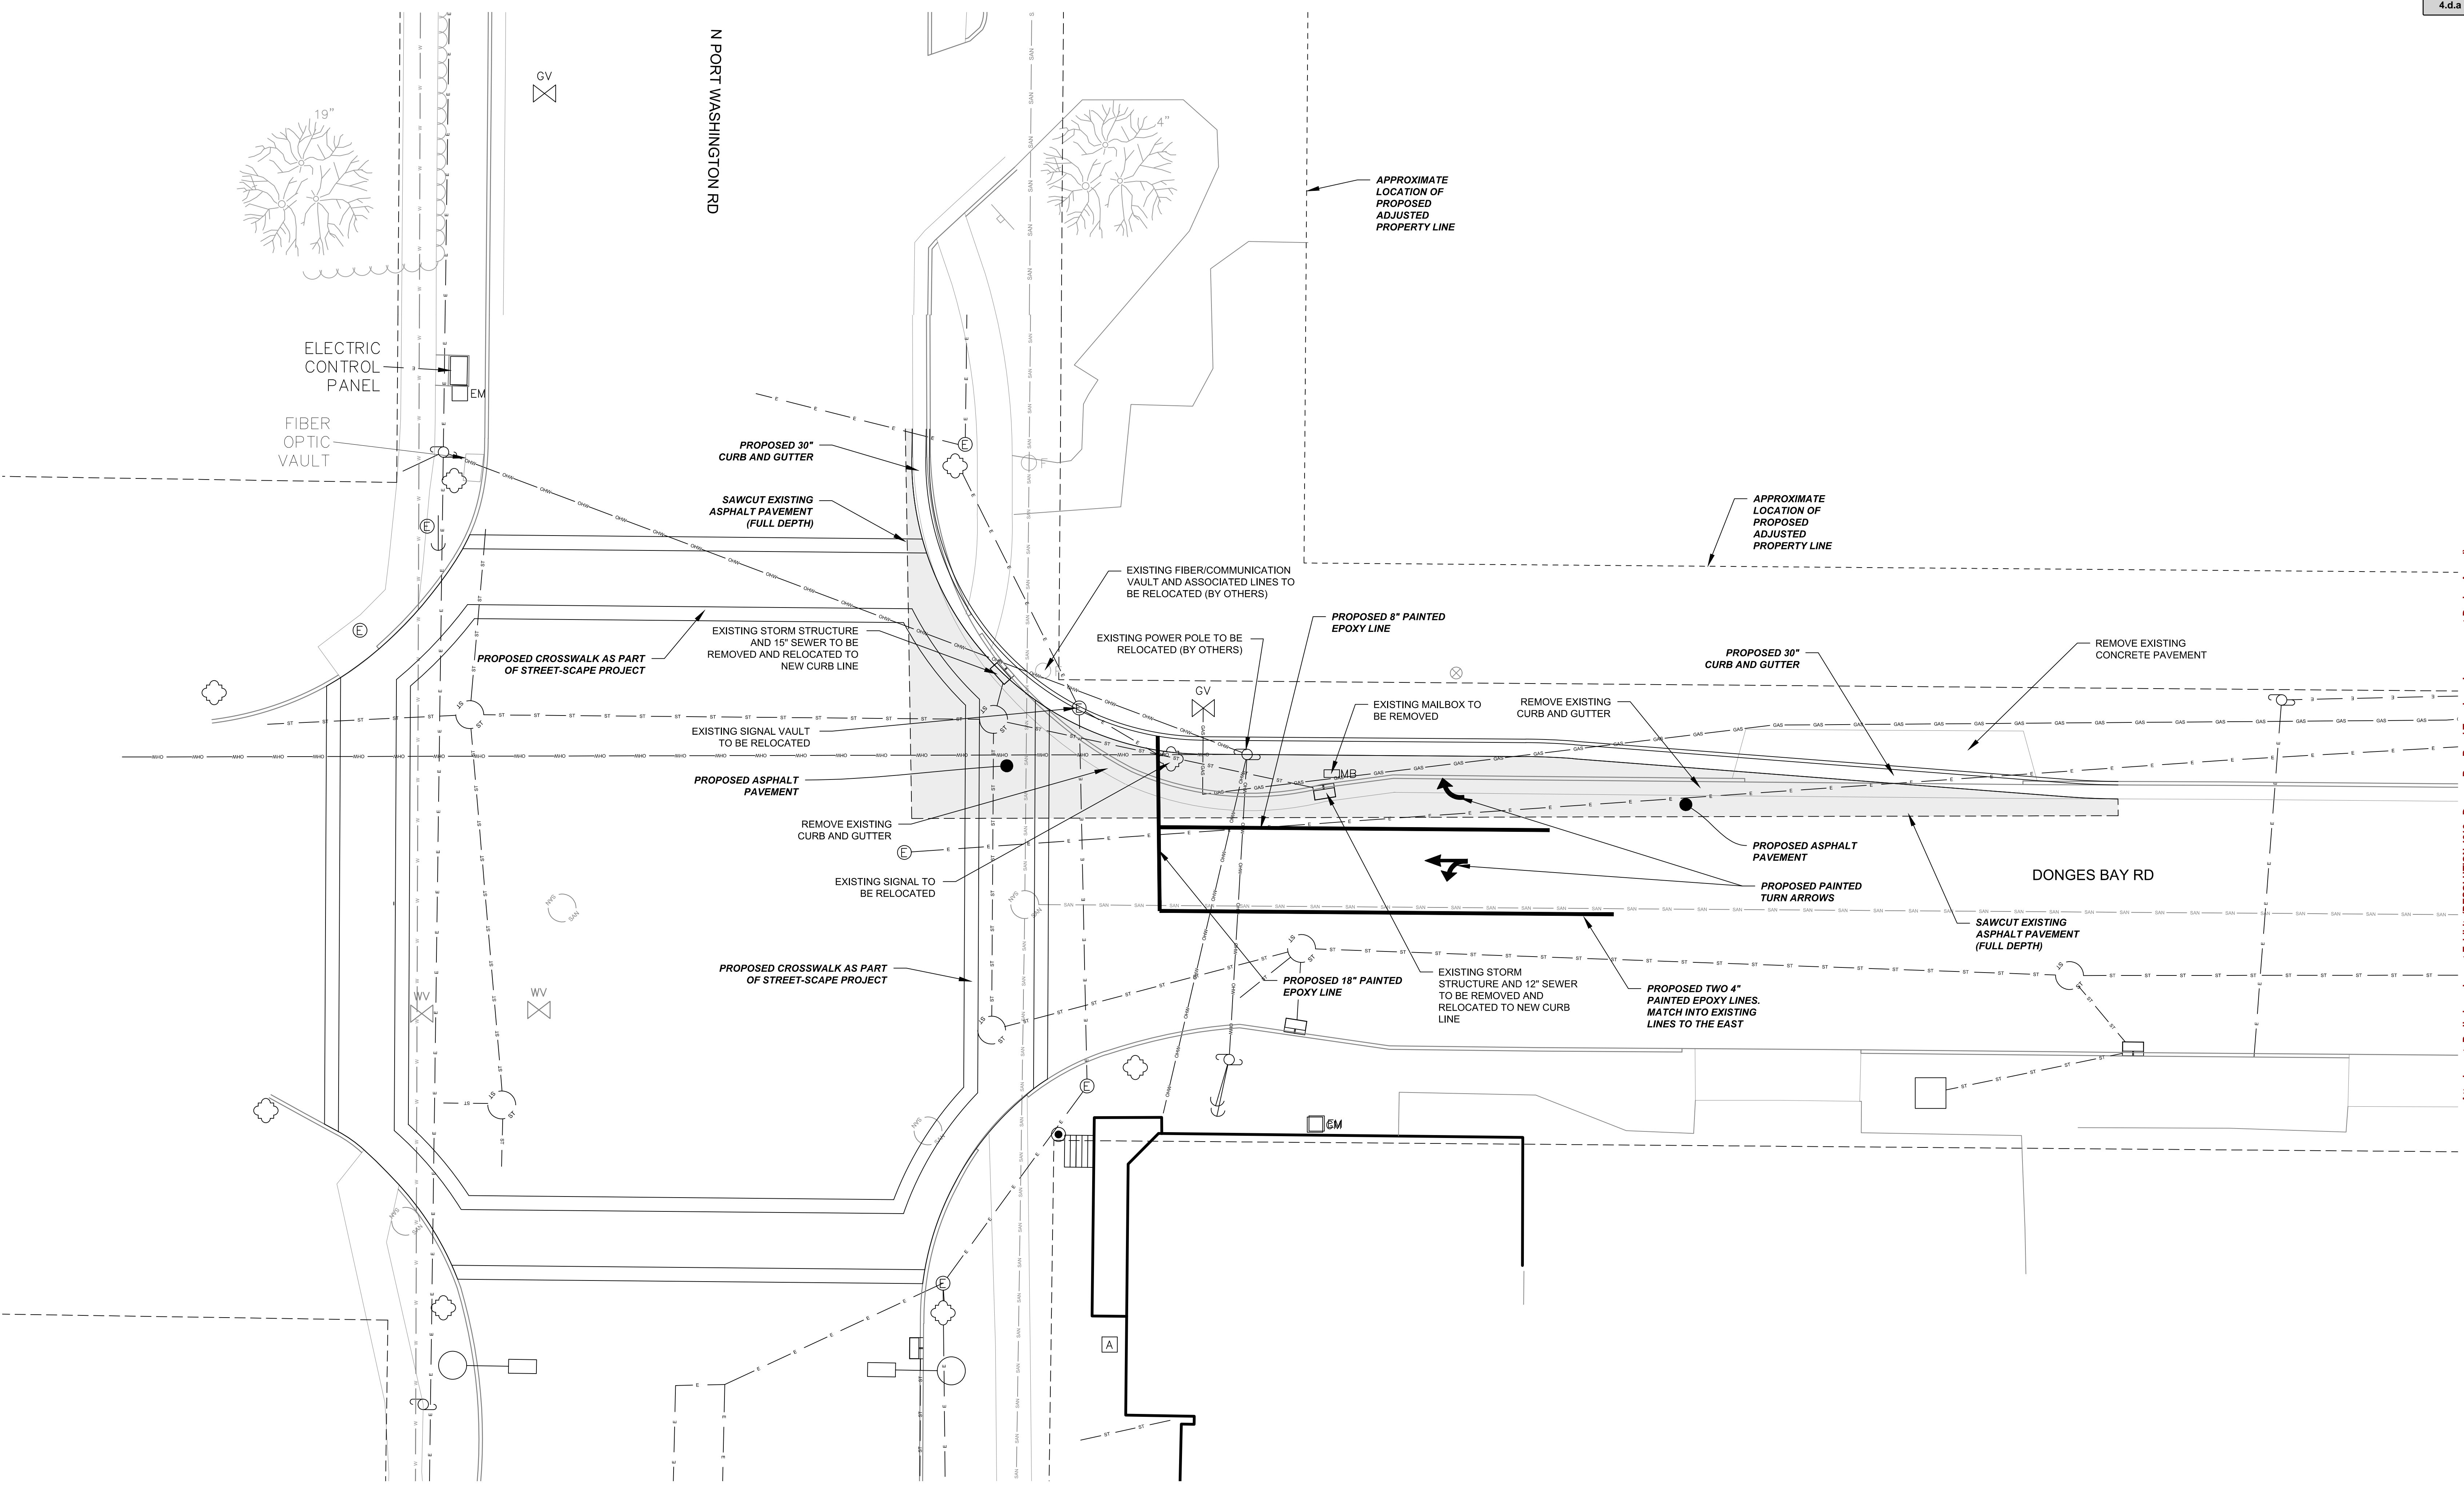 4.d.a
N PORT WASHINGTON RD
GV
19"
4"
APPROXIMATE
LOCATION OF
PROPOSED
ADJUSTED
PROPERTY LINE
ELECTRIC
CONTROL
PANEL
EM
FIBER
OPTIC
VAULT
PROPOSED 30"
CURB AND GUTTER
SAWCUT EXISTING
ASPHALT PAVEMENT
(FULL DEPTH)
F
APPROXIMATE
LOCATION OF
PROPOSED
ADJUSTED
PROPERTY LINE
EXISTING FIBER/COMMUNICATION
VAULT AND ASSOCIATED LINES TO
BE RELOCATED (BY OTHERS)
PROPOSED 8" PAINTED
EPOXY LINE
EXISTING STORM STRUCTURE
AND 15" SEWER TO BE
REMOVED AND RELOCATED TO
NEW CURB LINE
EXISTING POWER POLE TO BE
RELOCATED (BY OTHERS)
PROPOSED CROSSWALK AS PART
OF STREET-SCAPE PROJECT
PROPOSED 30"
CURB AND GUTTER
REMOVE EXISTING
CONCRETE PAVEMENT
GV
EXISTING MAILBOX TO
BE REMOVED
REMOVE EXISTING
CURB AND GUTTER
EXISTING SIGNAL VAULT
TO BE RELOCATED
MB
PROPOSED ASPHALT
PAVEMENT
REMOVE EXISTING
CURB AND GUTTER
EXISTING SIGNAL TO
BE RELOCATED
PROPOSED ASPHALT
PAVEMENT
PROPOSED PAINTED
TURN ARROWS
DONGES BAY RD
SAWCUT EXISTING
ASPHALT PAVEMENT
(FULL DEPTH)
PROPOSED CROSSWALK AS PART
OF STREET-SCAPE PROJECT
PROPOSED 18" PAINTED
EPOXY LINE
EXISTING STORM
STRUCTURE AND 12" SEWER
TO BE REMOVED AND
RELOCATED TO NEW CURB
LINE
PROPOSED TWO 4"
PAINTED EPOXY LINES.
MATCH INTO EXISTING
LINES TO THE EAST
WV
WV
A